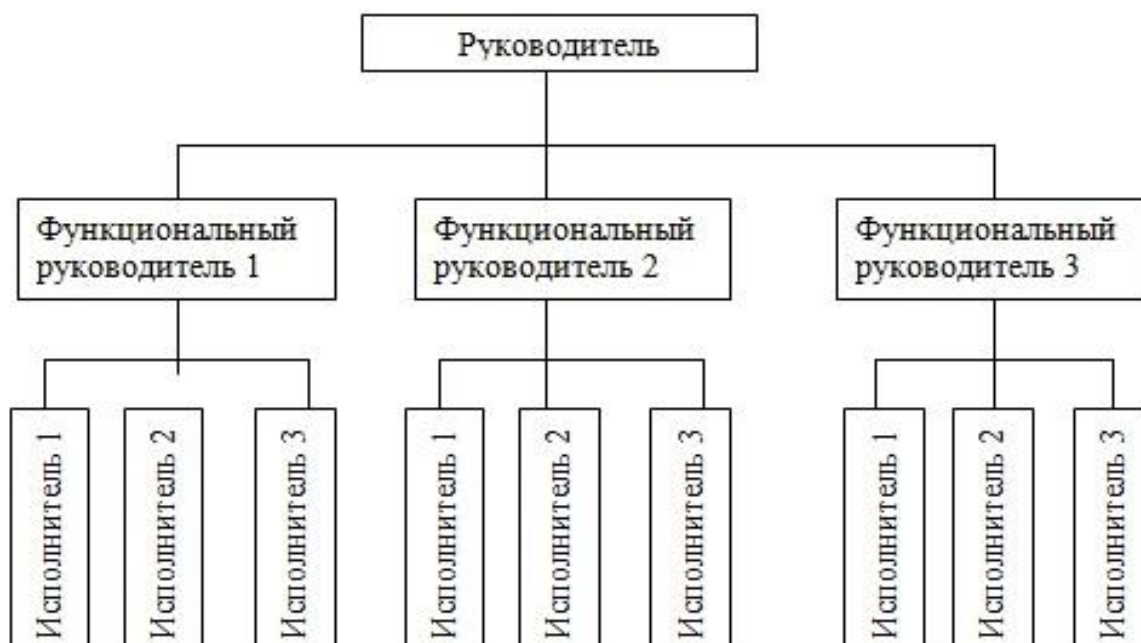 Руководитель
Функциональный
руководитель 1
Функциональный
руководитель 2
Функциональный
руководитель 3
Исполнитель 1
Исполнитель 2
Исполнитель 3
Исполнитель 1
Исполнитель 2
Исполнитель 3
Исполнитель 1
Исполнитель 2
Исполнитель 3